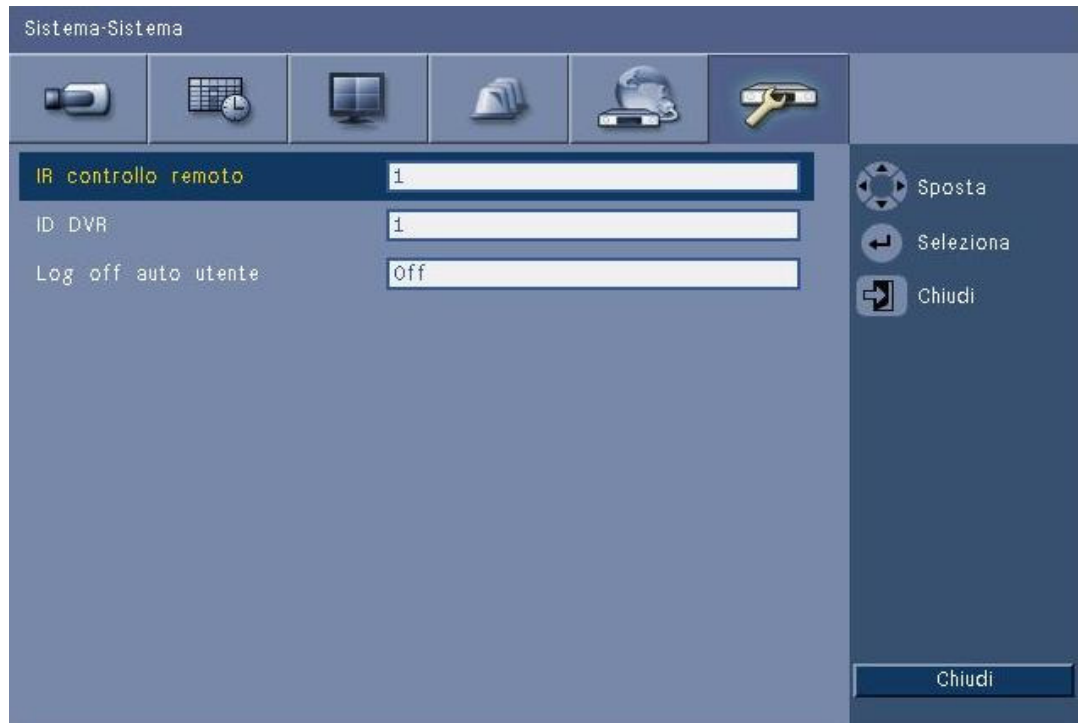 Sistema-Sistema
IR controllo remoto 1
ID DVR 1
Log off auto utente Off
Sposta
Seleziona
Chiudi
Chiudi